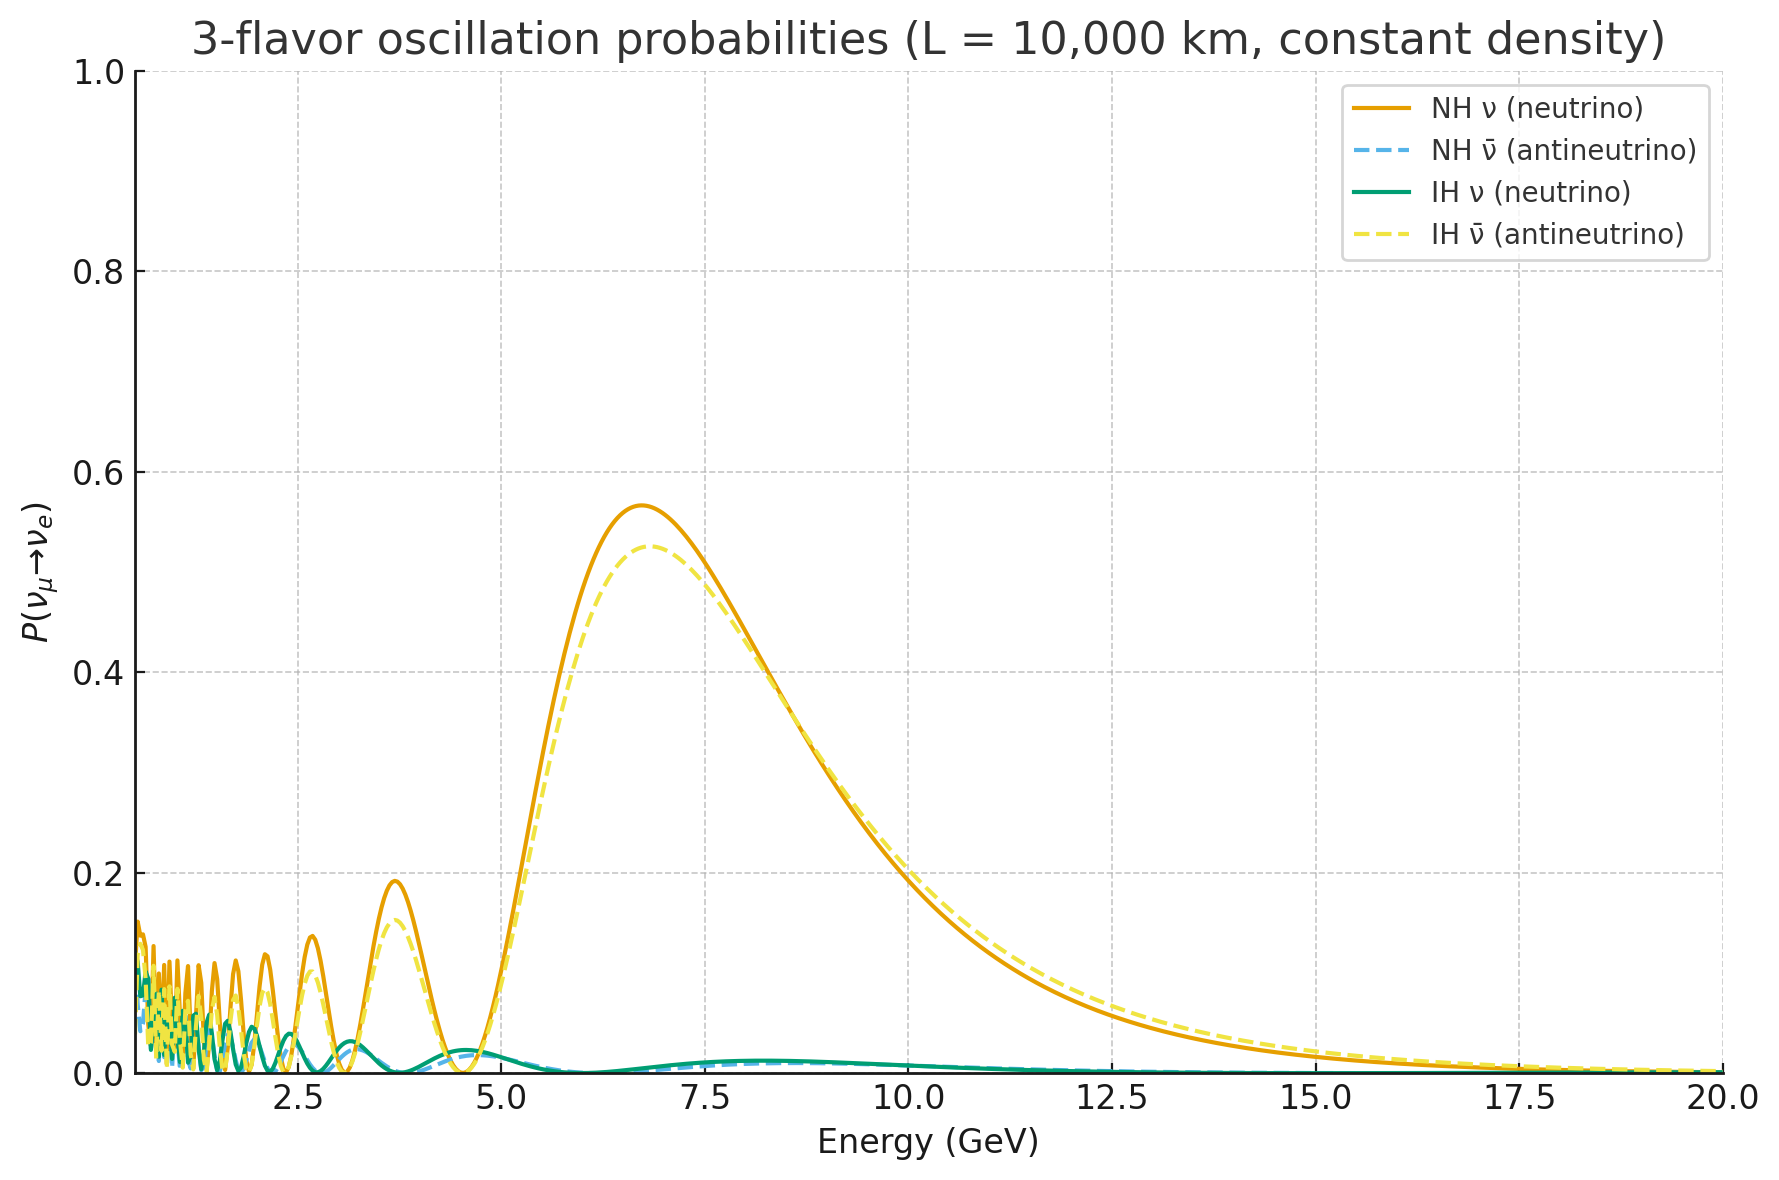 3-flavor oscillation probabilities (L = 10,000 km, constant density)
1.0
0.8
0.6
0.4
0.2
0.0
P(νμ→νe)
NH ν (neutrino)
NH ν̄ (antineutrino)
IH ν (neutrino)
IH ν̄ (antineutrino)
2.5 5.0 7.5 10.0 12.5 15.0 17.5 20.0
Energy (GeV)